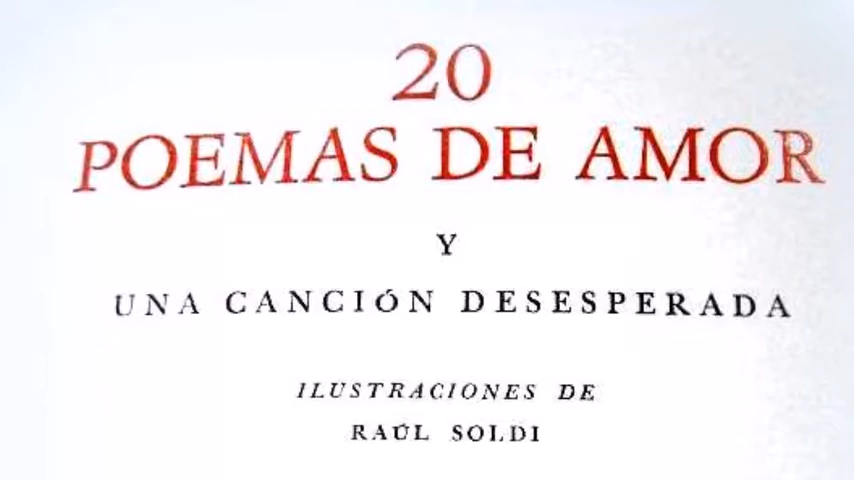 20
POEMAS DE AMOR
Y
UNA CANCIÓN DESESPERADA
ILUSTRACIONES DE
RAÚL SOLDI